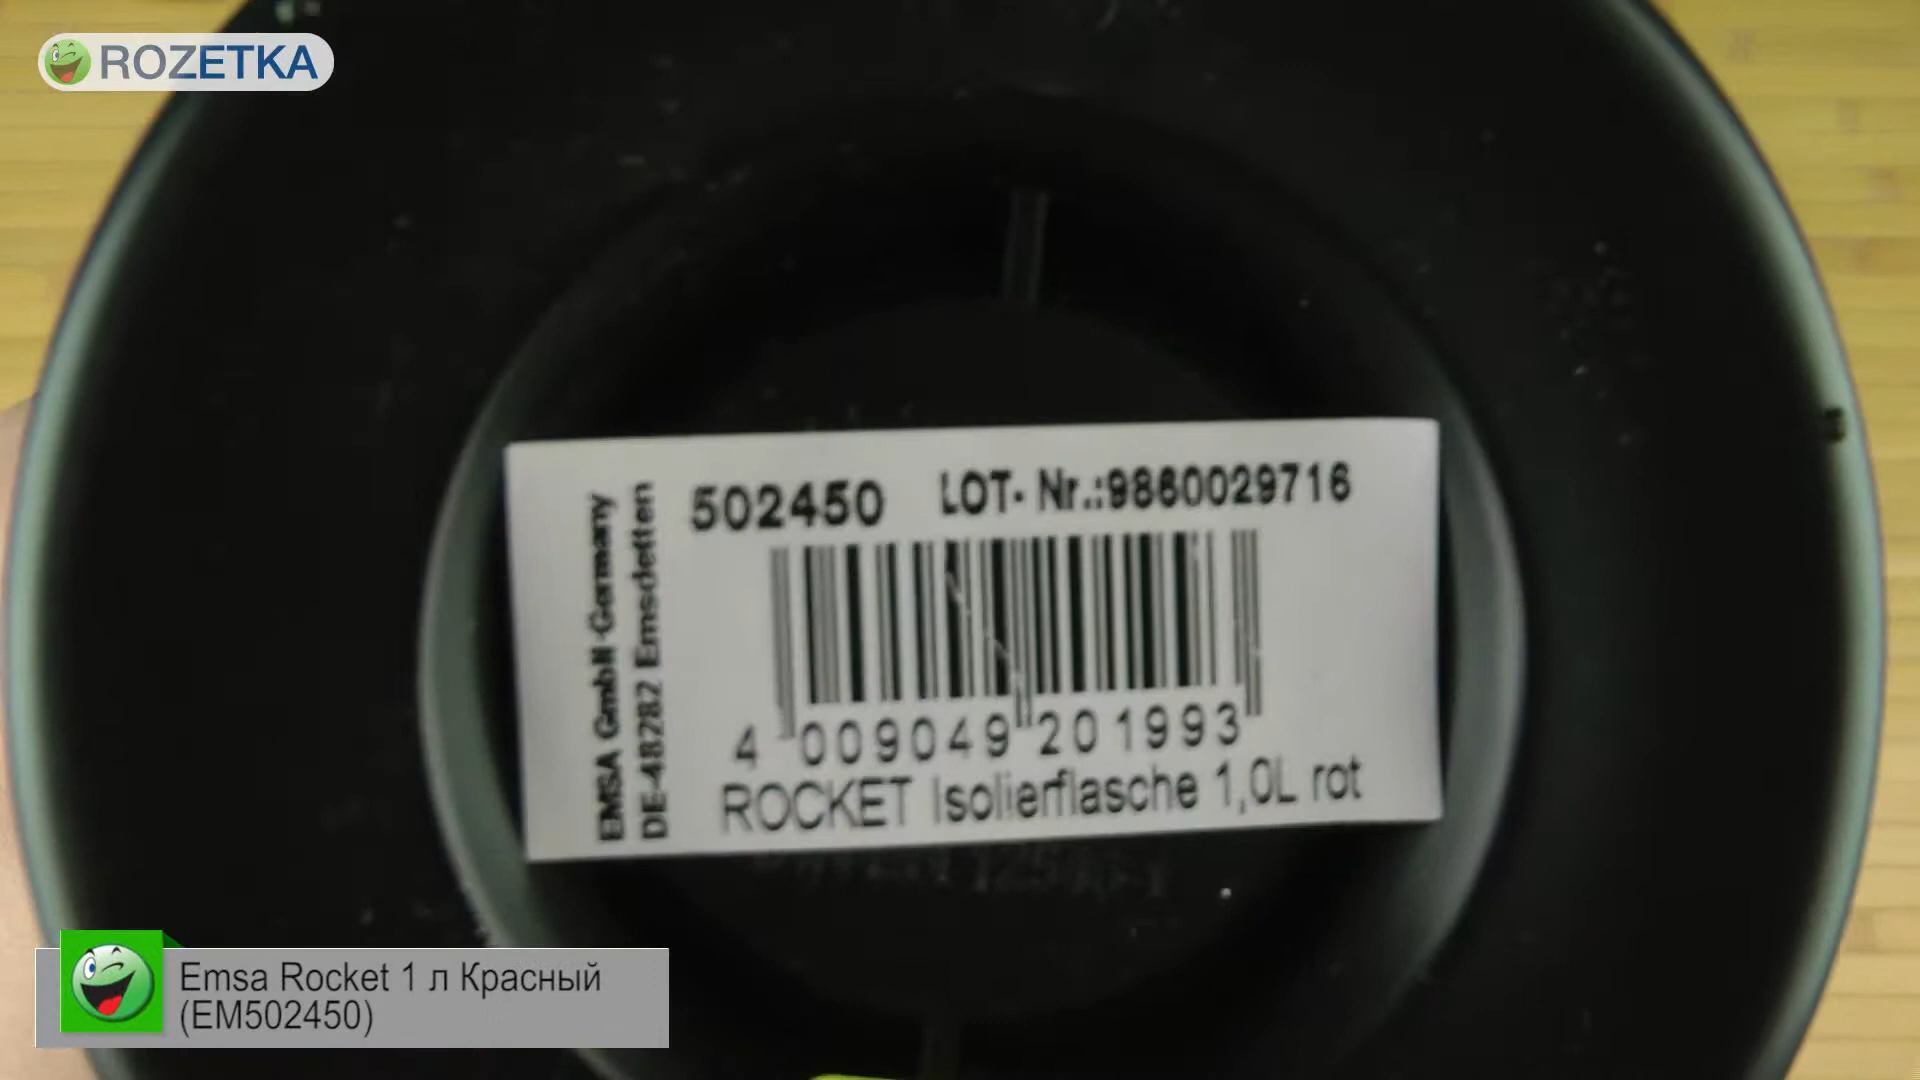 ROZETKA
502450 LOT- Nr.:9860029716
EMSA GmbH Germany
DE-48282 Emsdetten
4 009049 201993
ROCKET Isolierflasche 1,0L rot
Emsa Rocket 1 л Красный
(EM502450)